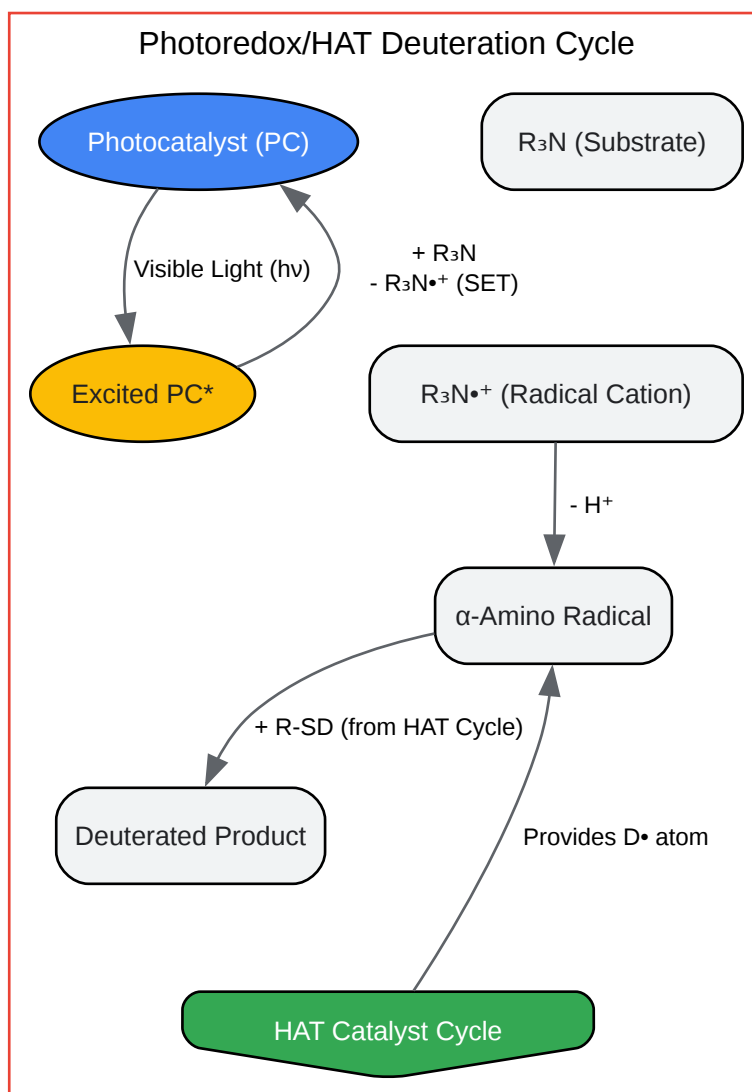 Photoredox/HAT Deuteration Cycle
Photocatalyst (PC)
R₃N (Substrate)
Visible Light (hν)
+ R₃N
- R₃N•⁺ (SET)
Excited PC*
R₃N•⁺ (Radical Cation)
- H⁺
α-Amino Radical
+ R-SD (from HAT Cycle)
Deuterated Product
Provides D• atom
HAT Catalyst Cycle